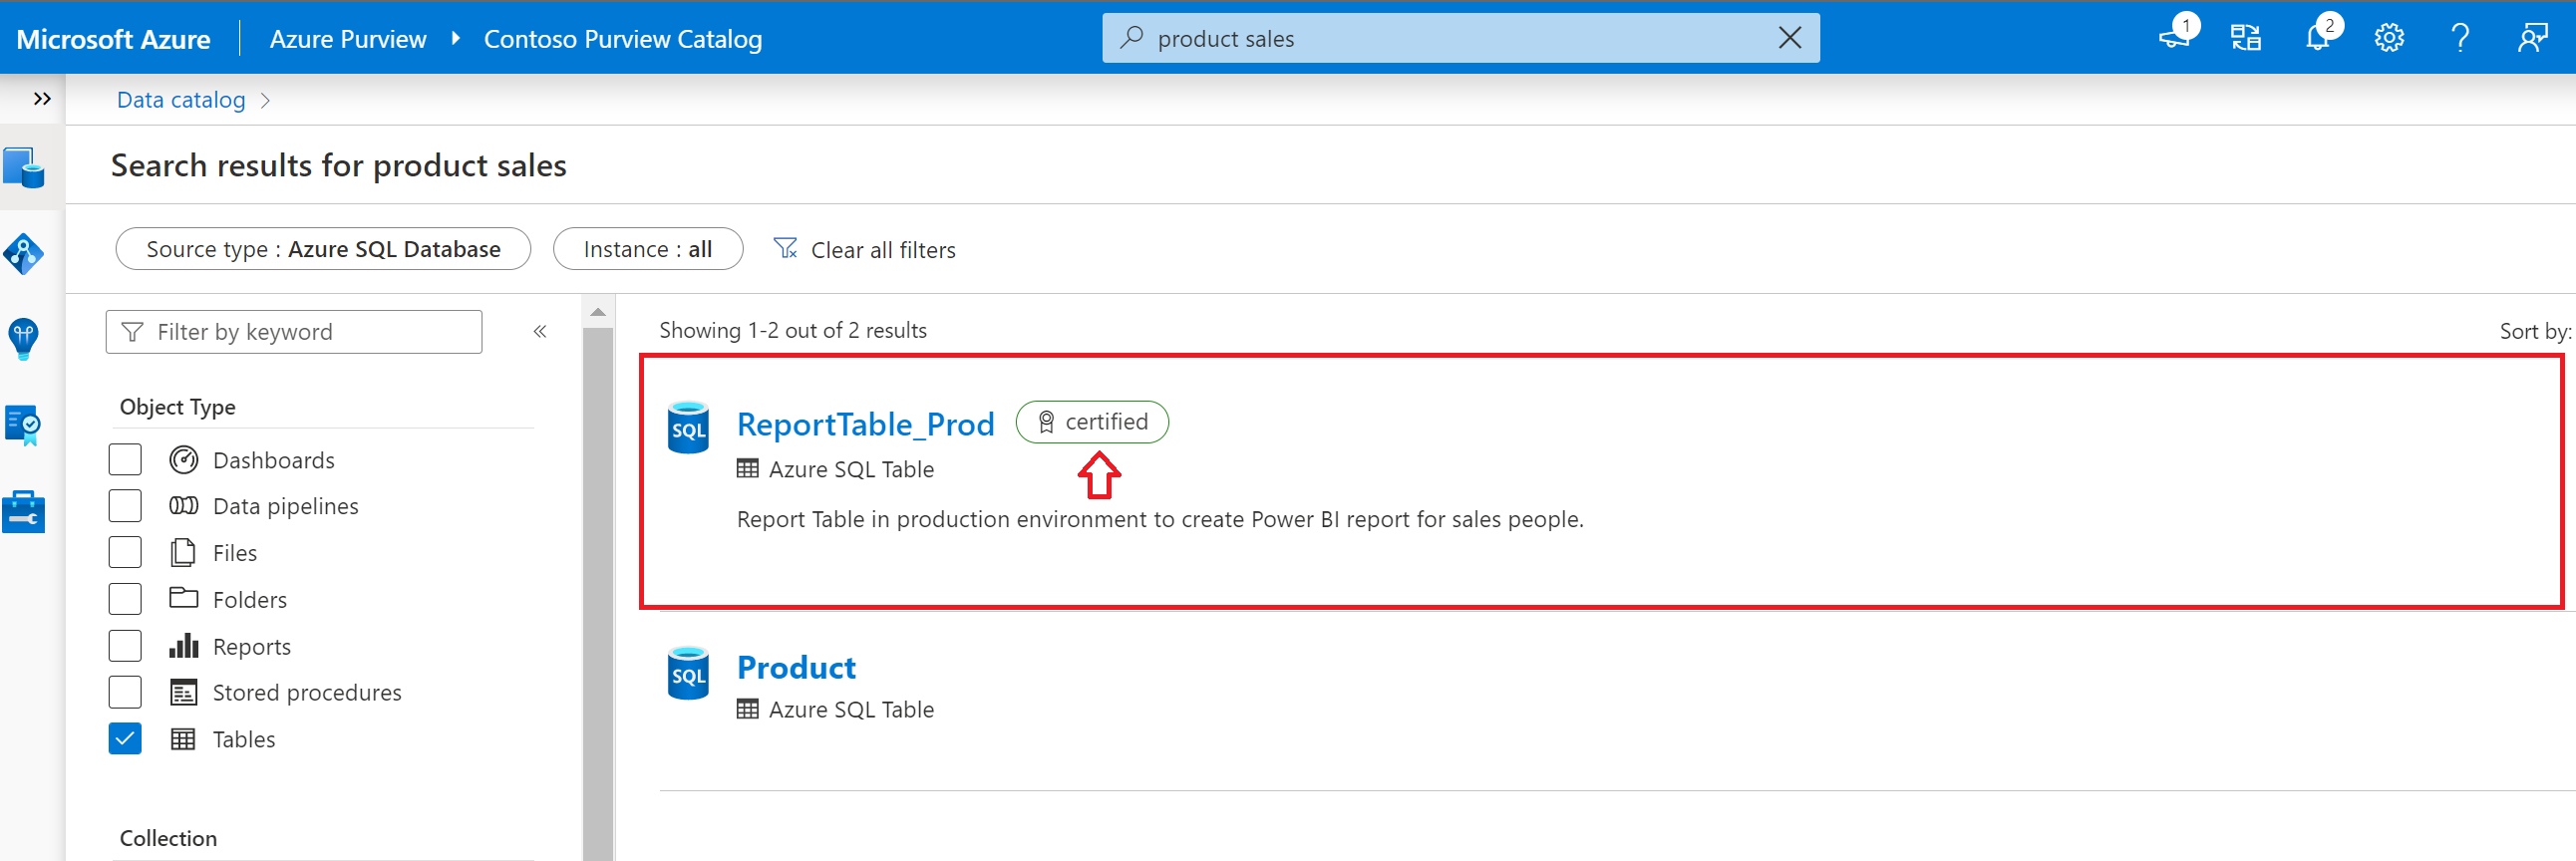 Microsoft Azure
Azure Purview
Contoso Purview Catalog
product sales
1
2
Data catalog
Search results for product sales
Source type : Azure SQL Database
Instance : all
Clear all filters
Filter by keyword
Showing 1-2 out of 2 results
Sort by:
Object Type
Dashboards
Data pipelines
Files
Folders
Reports
Stored procedures
Tables
Collection
SQL
ReportTable_Prod
certified
Azure SQL Table
Report Table in production environment to create Power BI report for sales people.
SQL
Product
Azure SQL Table